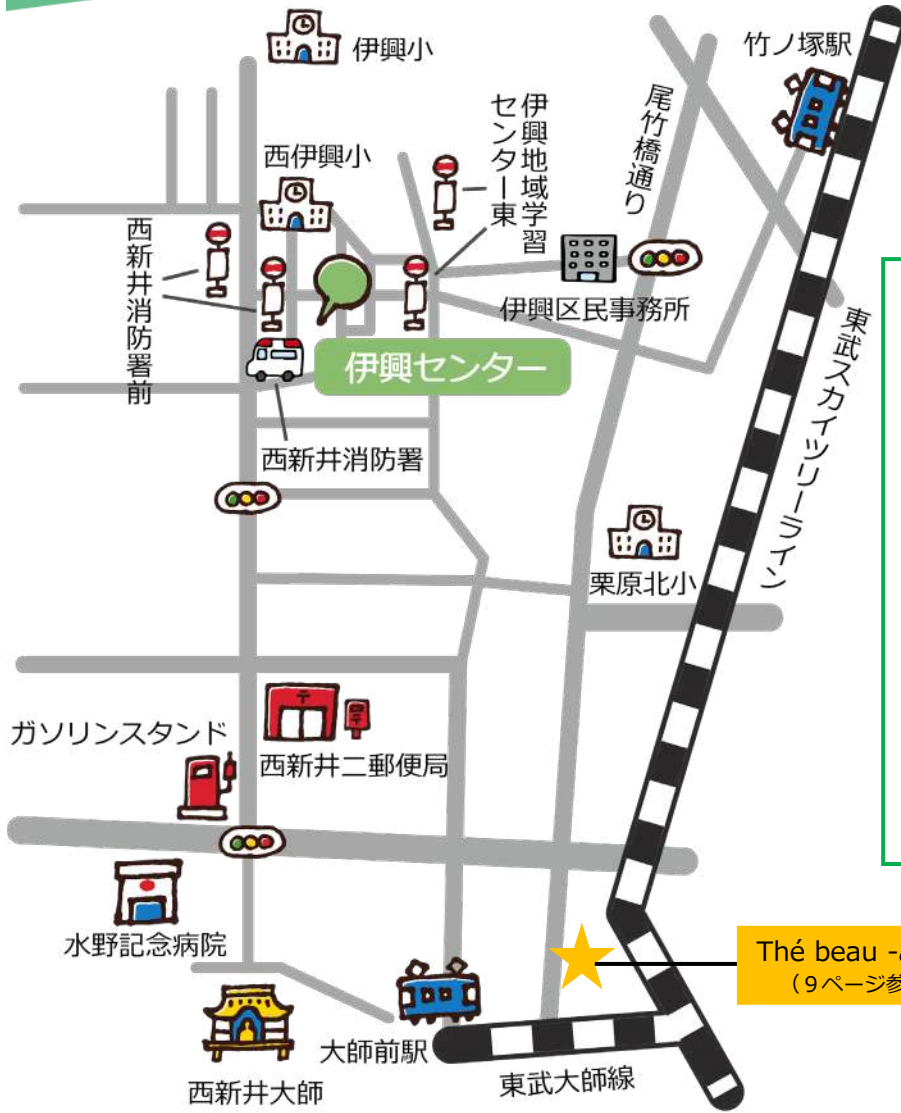 伊興小
竹ノ塚駅
尾竹橋通り
伊興地域学習
センター東
西伊興小
西新井消防署前
伊興区民事務所
伊興センター
東武スカイツリーライン
西新井消防署
栗原北小
ガソリンスタンド
西新井二郵便局
水野記念病院
Thé beau -
（9ページ参
大師前駅
東武大師線
西新井大師